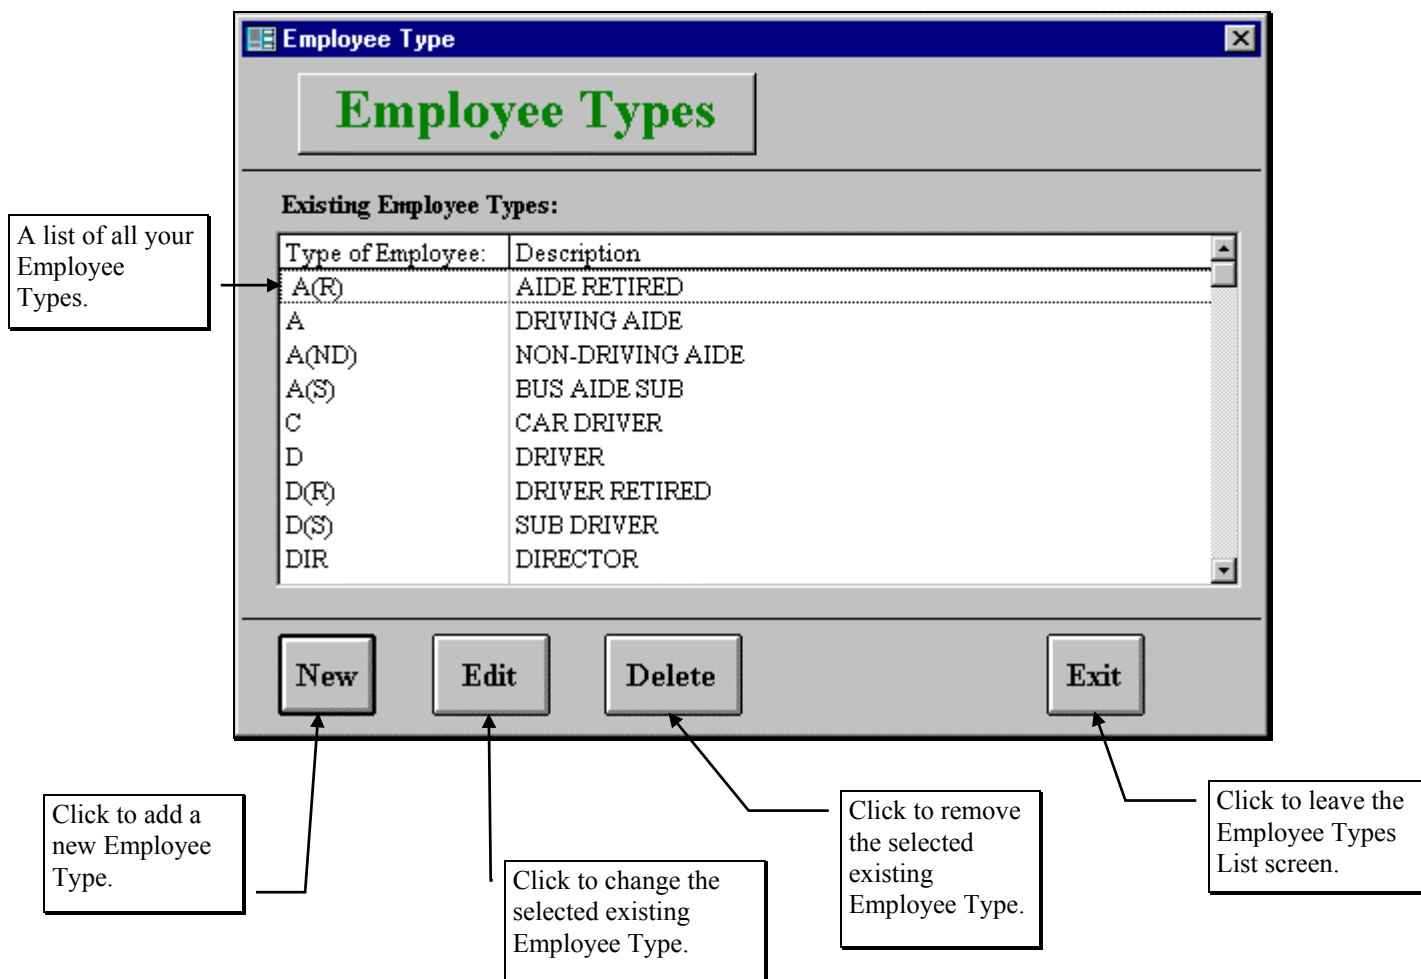 Employee Type
Employee Types
Existing Employee Types:
Type of Employee: Description
A(R) AIDE RETIRED
A DRIVING AIDE
A(ND) NON-DRIVING AIDE
A(S) BUS AIDE SUB
C CAR DRIVER
D DRIVER
D(R) DRIVER RETIRED
D(S) SUB DRIVER
DIR DIRECTOR
New Edit Delete Exit
A list of all your
Employee
Types.
Click to add a
new Employee
Type.
Click to change the
selected existing
Employee Type.
Click to remove
the selected
existing
Employee Type.
Click to leave the
Employee Types
List screen.